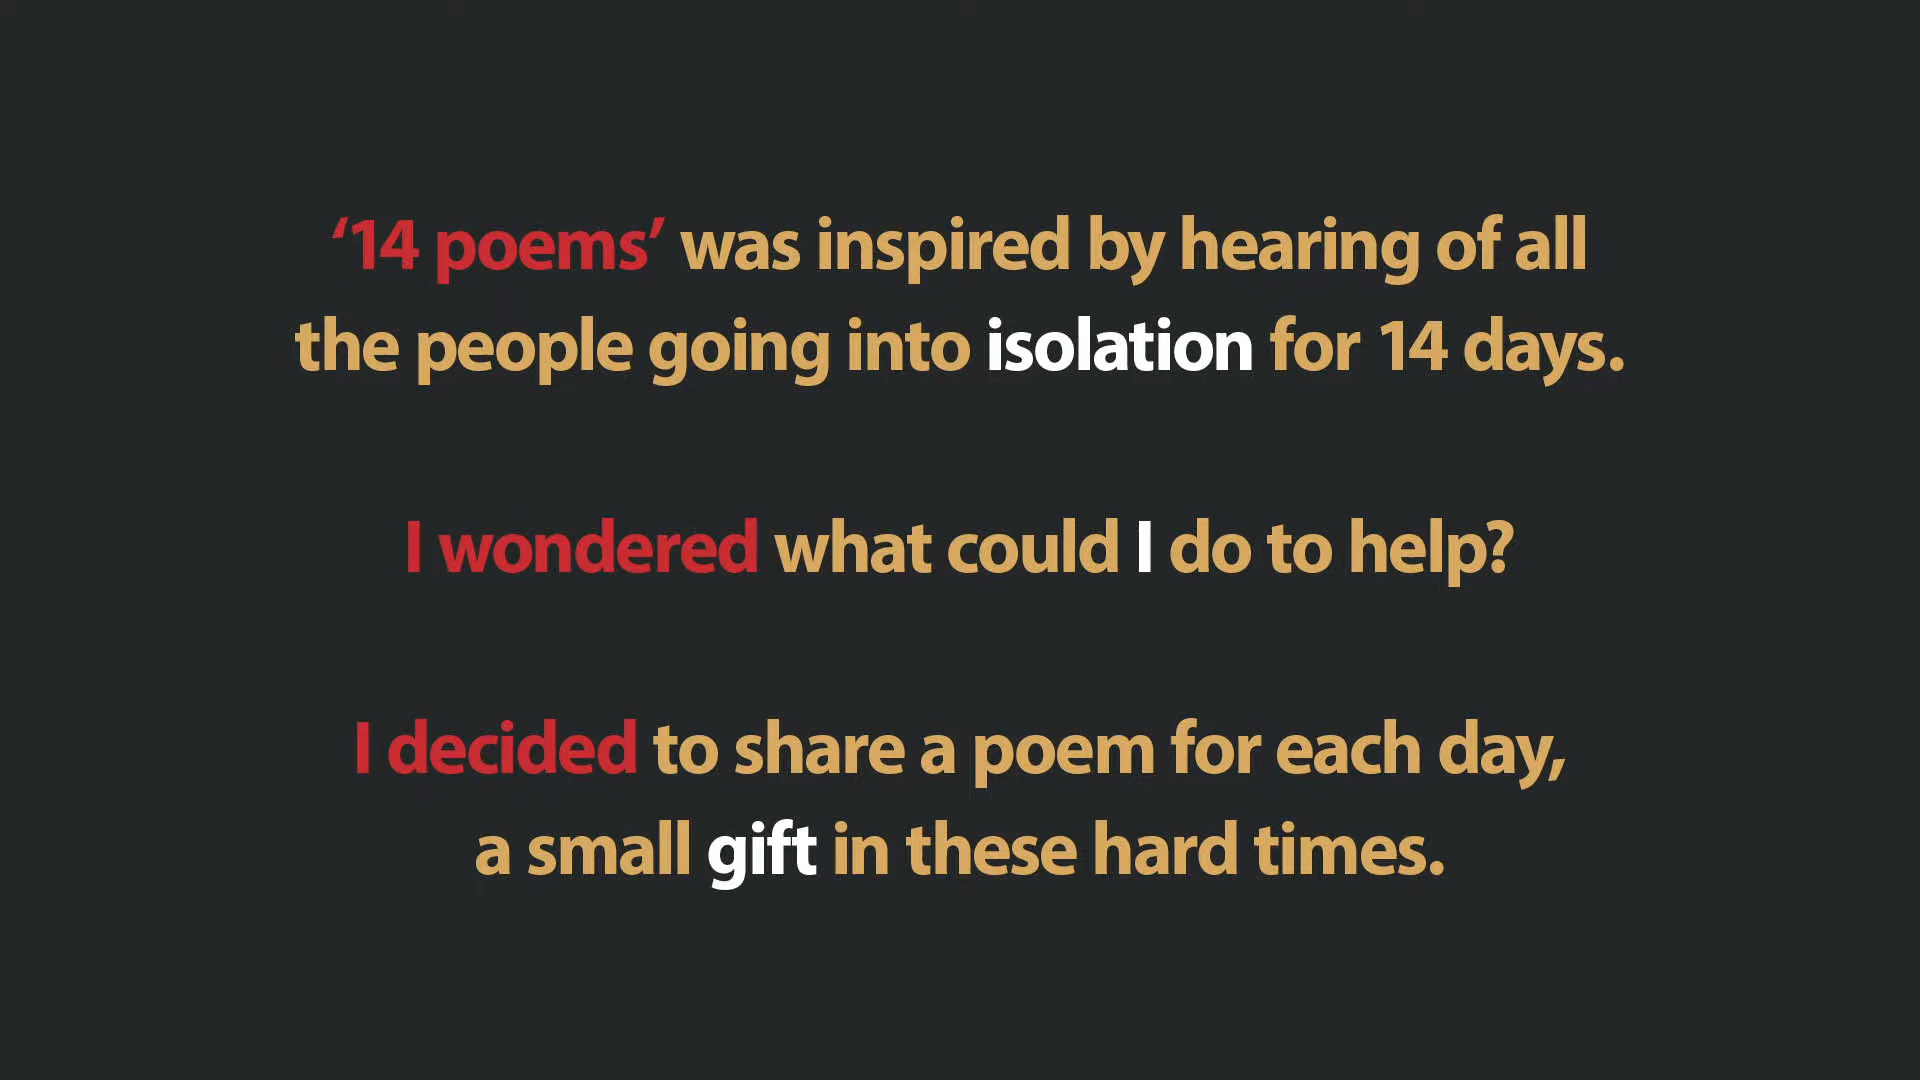 ‘14 poems’ was inspired by hearing of all
the people going into isolation for 14 days.
I wondered what could I do to help?
I decided to share a poem for each day,
a small gift in these hard times.